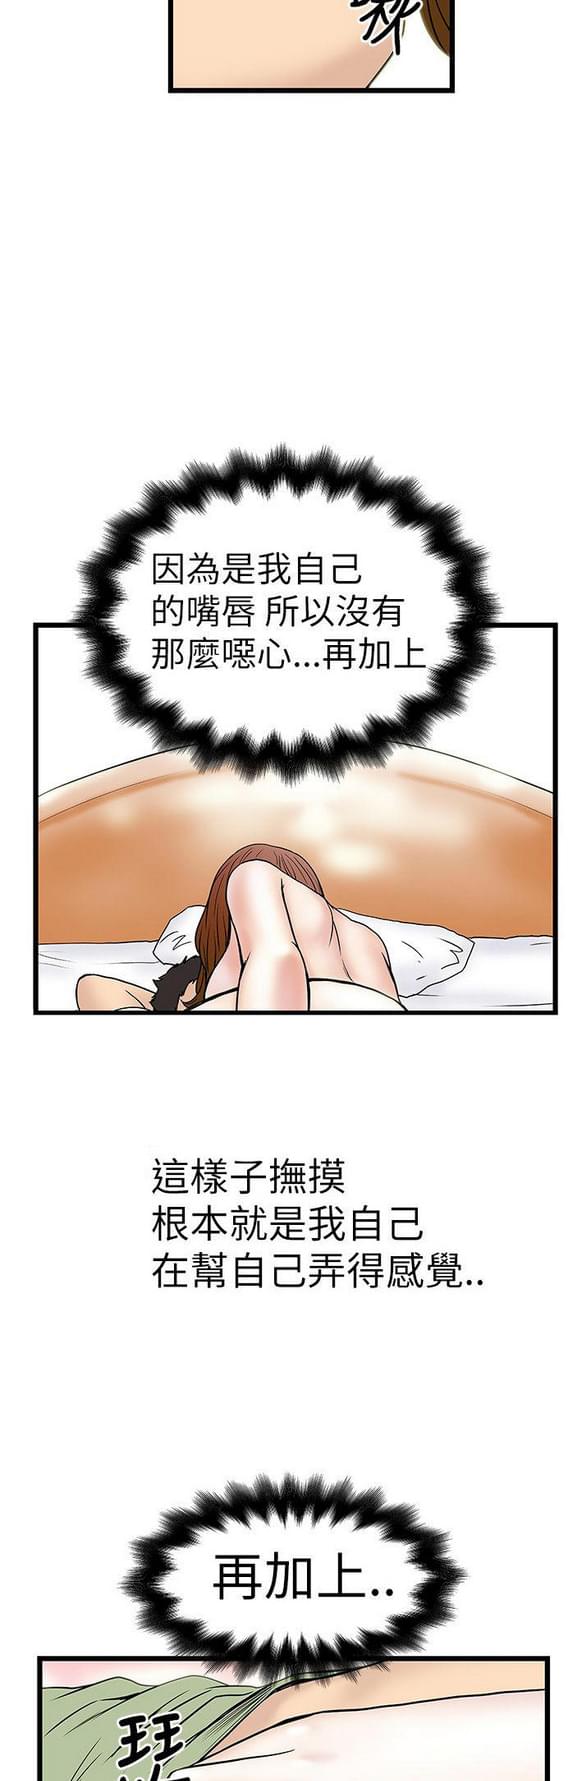 因為是我自己
的嘴唇 所以沒有
那麼噁心...再加上
這樣子撫摸
根本就是我自己
在幫自己弄得感覺..
再加上..